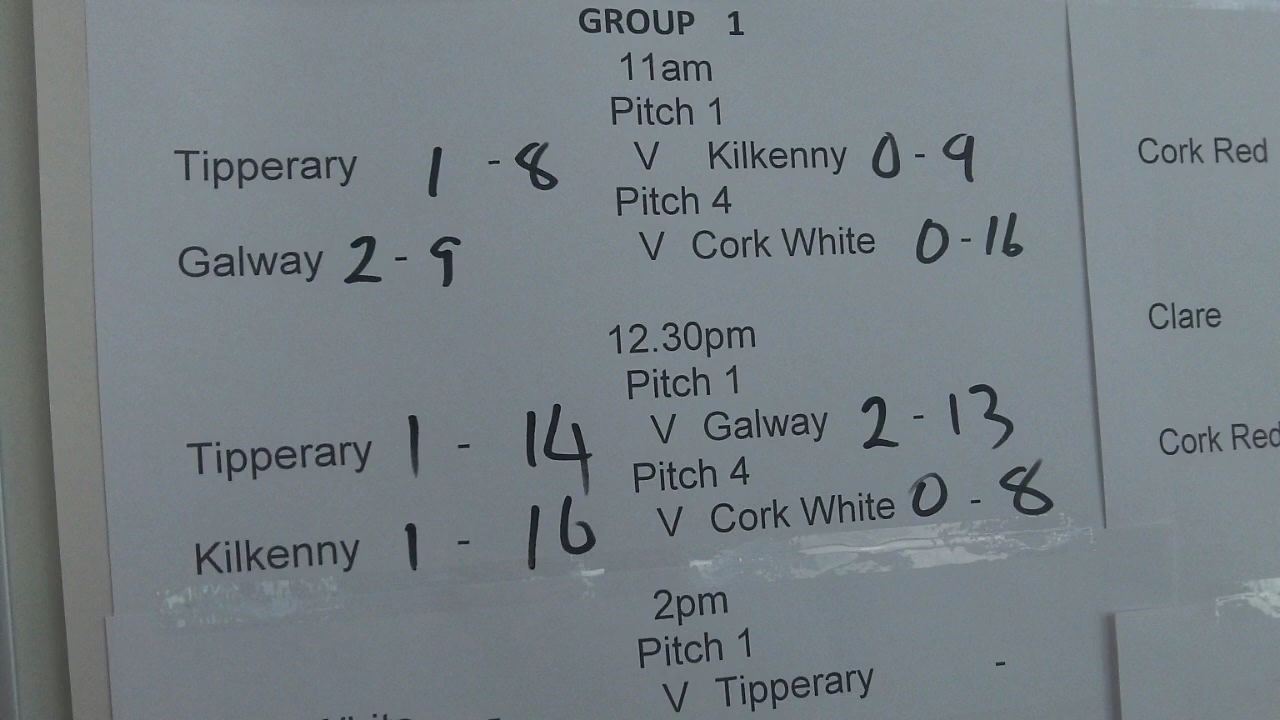 GROUP 1
11am
Pitch 1
Tipperary 1 - 8 V Kilkenny 0 - 9
Pitch 4
Galway 2 - 9 V Cork White 0 - 16
12.30pm
Pitch 1
Tipperary 1 - 14 V Galway 2 - 13
Pitch 4
Kilkenny 1 - 16 V Cork White 0 - 8
2pm
Pitch 1
V Tipperary -
Cork Red
Clare
Cork Red